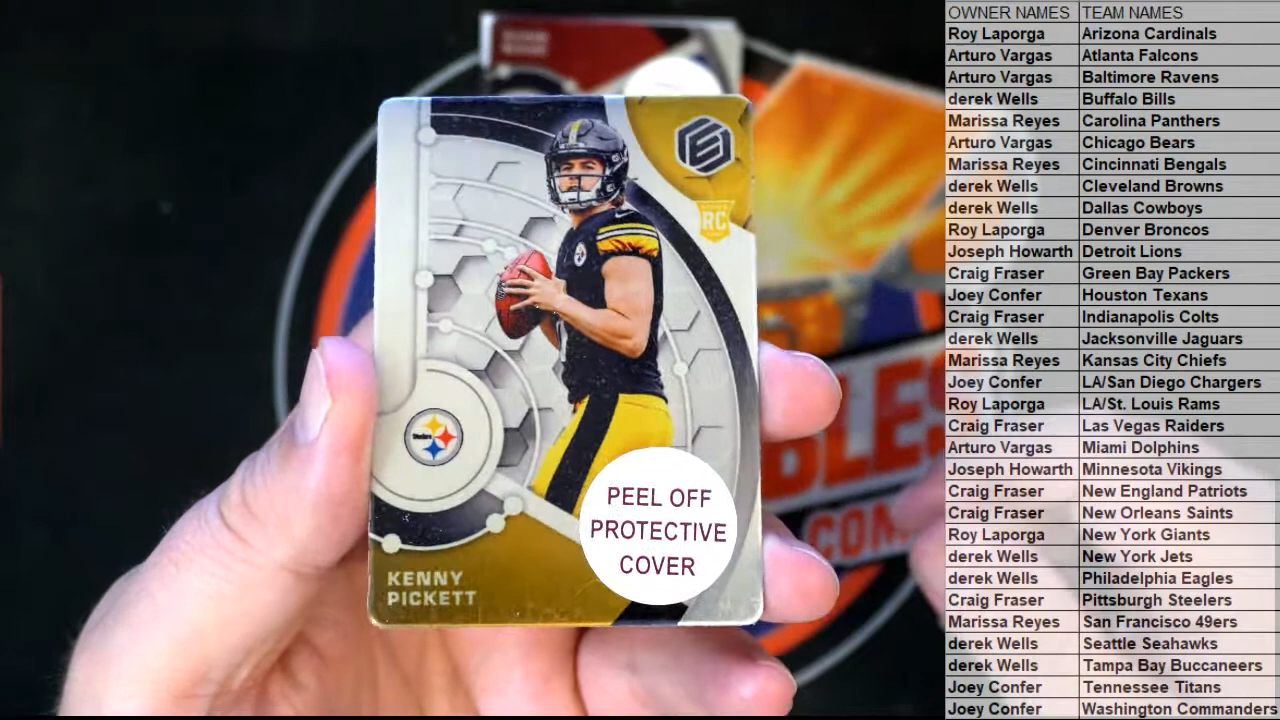 OWNER NAMES TEAM NAMES
Roy Laporga Arizona Cardinals
Arturo Vargas Atlanta Falcons
Arturo Vargas Baltimore Ravens
derek Wells Buffalo Bills
Marissa Reyes Carolina Panthers
Arturo Vargas Chicago Bears
Marissa Reyes Cincinnati Bengals
derek Wells Cleveland Browns
derek Wells Dallas Cowboys
Roy Laporga Denver Broncos
Joseph Howarth Detroit Lions
Craig Fraser Green Bay Packers
Joey Confer Houston Texans
Craig Fraser Indianapolis Colts
derek Wells Jacksonville Jaguars
Marissa Reyes Kansas City Chiefs
Joey Confer LA/San Diego Chargers
Roy Laporga LA/St. Louis Rams
Craig Fraser Las Vegas Raiders
Arturo Vargas Miami Dolphins
Joseph Howarth Minnesota Vikings
Craig Fraser New England Patriots
Craig Fraser New Orleans Saints
Roy Laporga New York Giants
derek Wells New York Jets
derek Wells Philadelphia Eagles
Craig Fraser Pittsburgh Steelers
Marissa Reyes San Francisco 49ers
derek Wells Seattle Seahawks
derek Wells Tampa Bay Buccaneers
Joey Confer Tennessee Titans
Joey Confer Washington Commanders
RC
Steelers
PEEL OFF
PROTECTIVE
COVER
KENNY
PICKETT